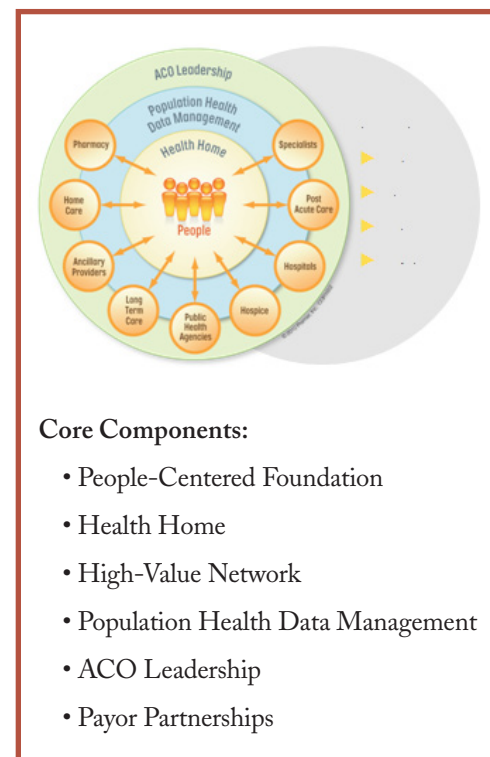 ACO Leadership
Population Health
Data Management
Health Home
Pharmacy
Specialists
Home
Care
Post
Acute Care
People
Ancillary
Providers
Hospitals
Long
Term
Care
Public
Health
Agencies
Hospice
Core Components:
• People-Centered Foundation
• Health Home
• High-Value Network
• Population Health Data Management
• ACO Leadership
• Payor Partnerships